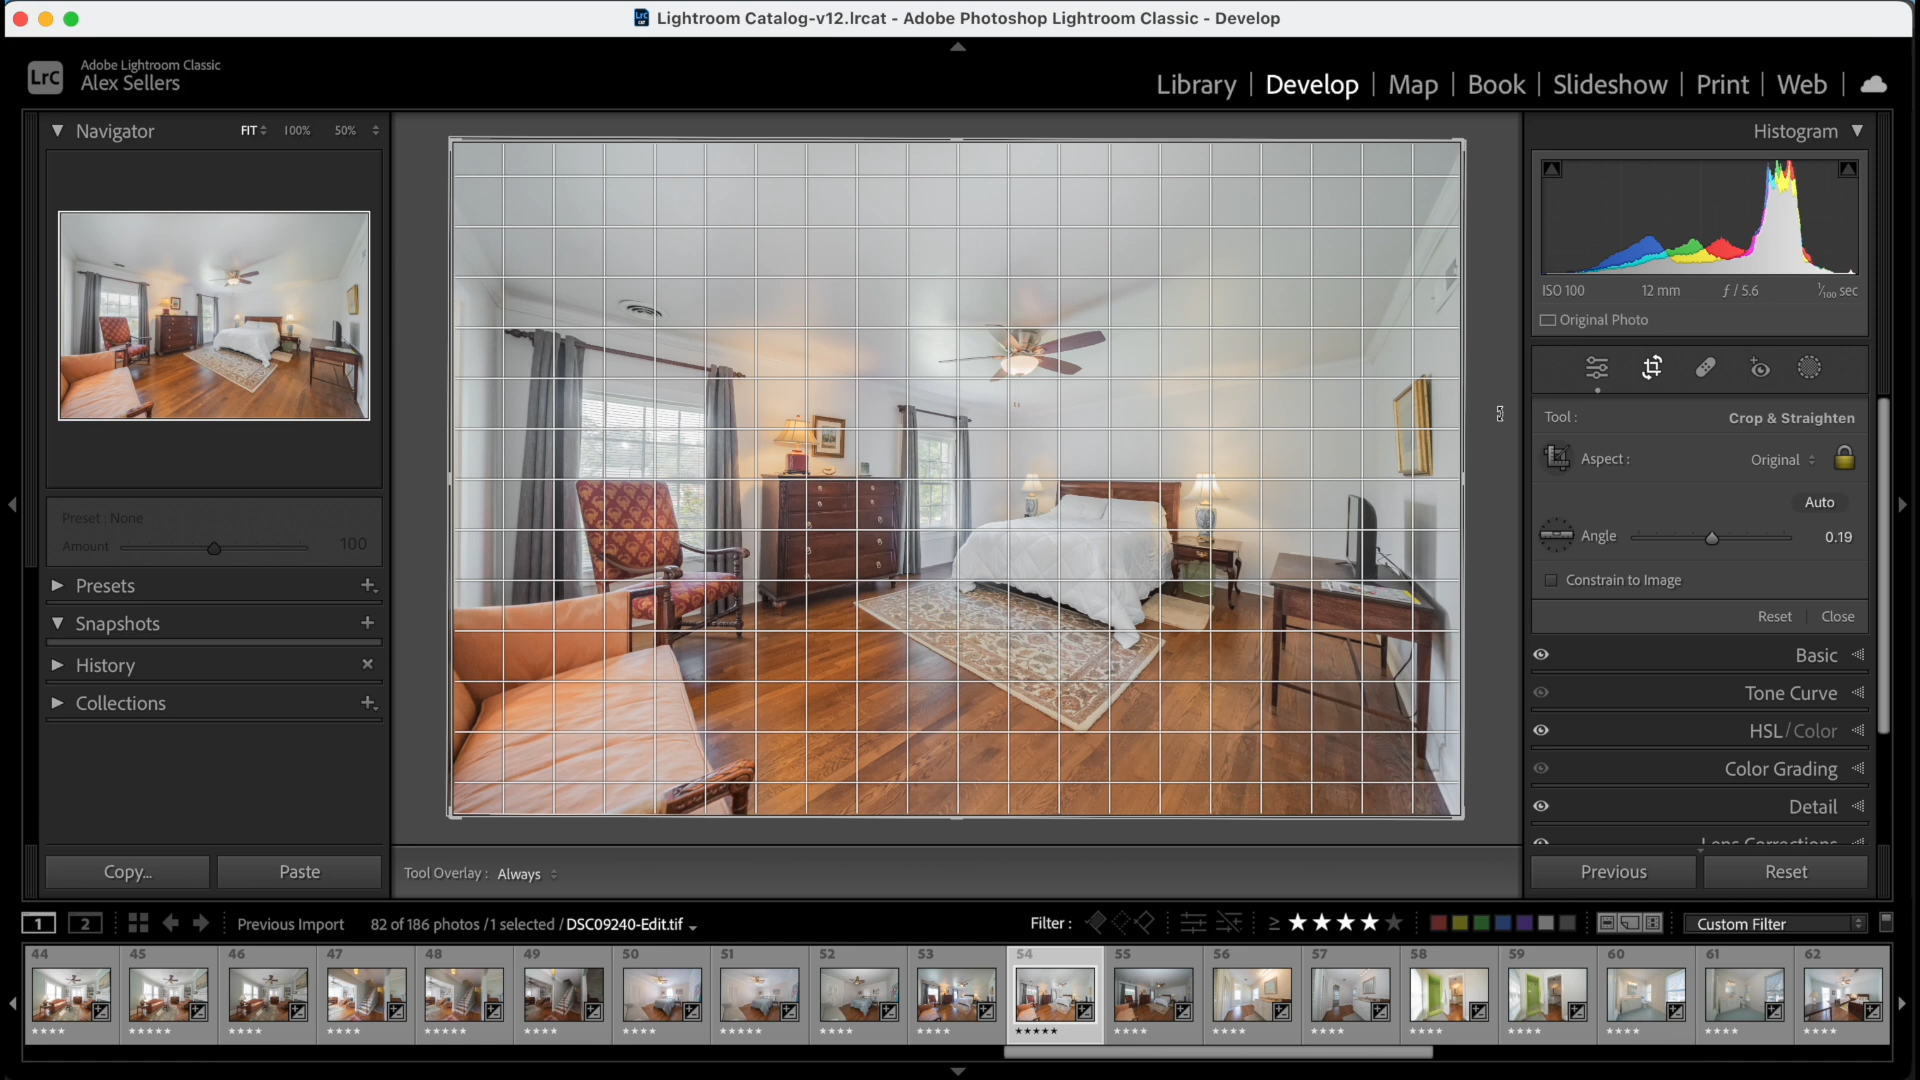 Lightroom Catalog-v12.lrcat - Adobe Photoshop Lightroom Classic - Develop
LrC
Adobe Lightroom Classic
Alex Sellers
Library | Develop | Map | Book | Slideshow | Print | Web
Navigator FIT 100% 50%
Histogram
ISO 100 12 mm ƒ / 5.6 1/100 sec
Original Photo
Tool : Crop & Straighten
Aspect : Original
Auto
Angle 0.19
Constrain to Image
Reset | Close
Preset : None
Amount 100
Presets
Snapshots
History
Collections
Basic
Tone Curve
HSL / Color
Color Grading
Detail
Lens Corrections
Copy... Paste
Tool Overlay : Always
Previous Reset
1 2 Previous Import 82 of 186 photos / 1 selected / DSC09240-Edit.tif Filter : ≥ ★★★★★ Custom Filter
44 45 46 47 48 49 50 51 52 53 54 55 56 57 58 59 60 61 62